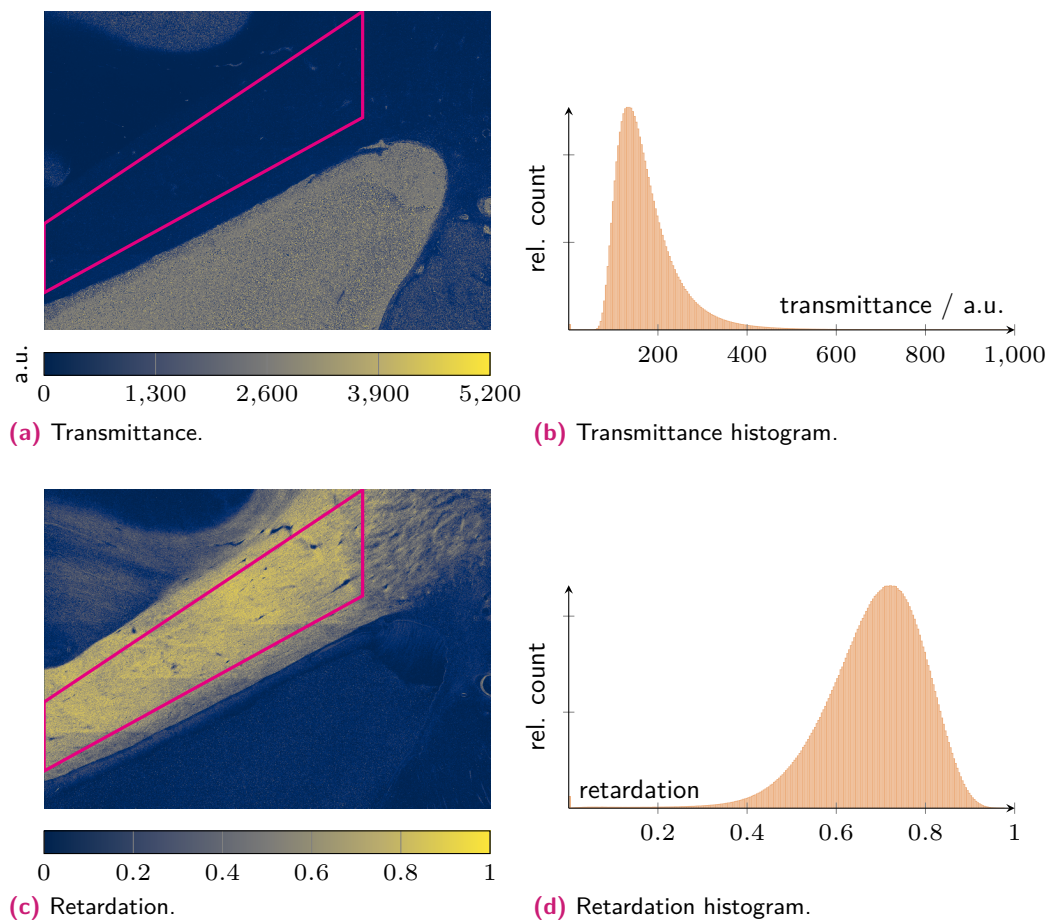 a.u.
0 1,300 2,600 3,900 5,200
(a) Transmittance.
rel. count
transmittance / a.u.
200 400 600 800 1,000
(b) Transmittance histogram.
0 0.2 0.4 0.6 0.8 1
(c) Retardation.
rel. count
retardation
0.2 0.4 0.6 0.8 1
(d) Retardation histogram.